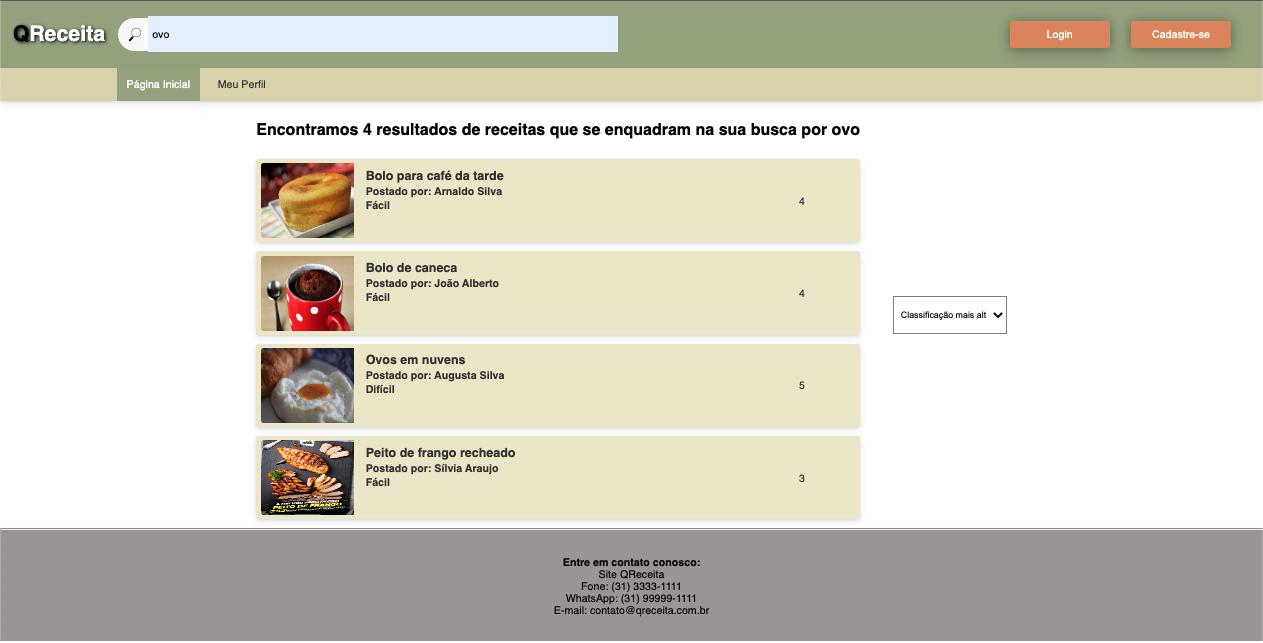 QReceita
ovo
Login
Cadastre-se
Página Inicial
Meu Perfil
Encontramos 4 resultados de receitas que se enquadram na sua busca por ovo
Bolo para café da tarde
Postado por: Arnaldo Silva
Fácil
4
Bolo de caneca
Postado por: João Alberto
Fácil
4
Classificação mais alt
Ovos em nuvens
Postado por: Augusta Silva
Difícil
5
Peito de frango recheado
Postado por: Sílvia Araujo
Fácil
3
PEITO DE FRANGO
Entre em contato conosco:
Site QReceita
Fone: (31) 3333-1111
WhatsApp: (31) 99999-1111
E-mail: contato@qreceita.com.br